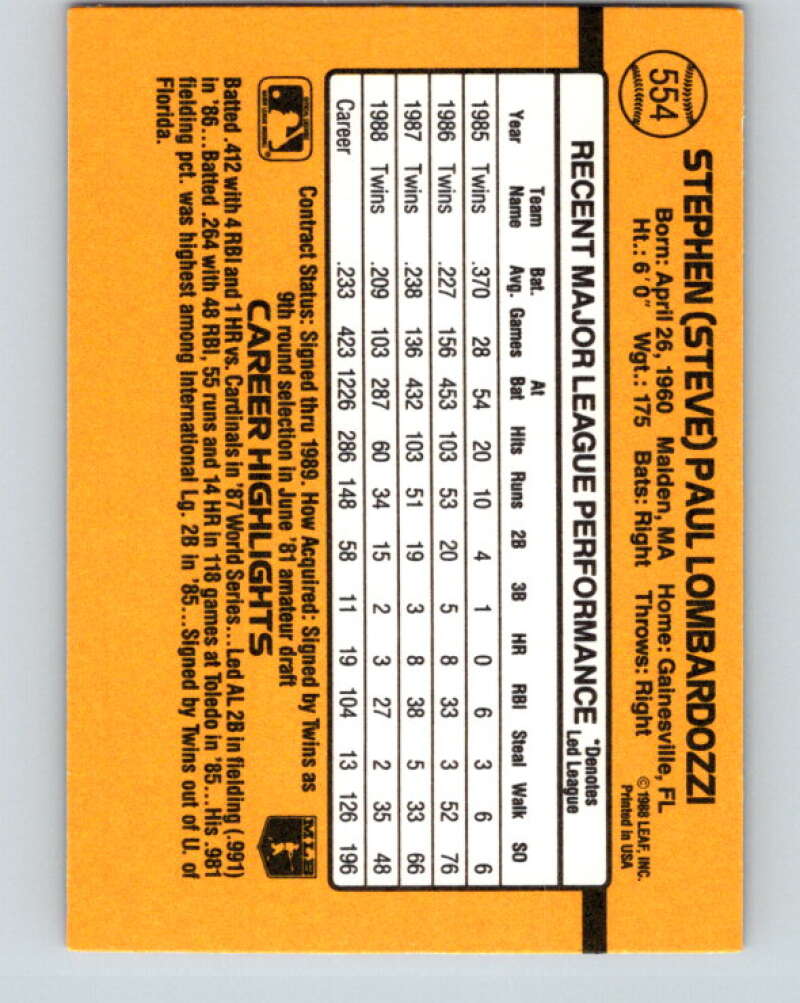 554
STEPHEN (STEVE) PAUL LOMBARDOZZI
Born: April 26, 1960 Malden, MA Home: Gainesville, FL
Ht.: 6´0″ Wgt.: 175 Bats: Right Throws: Right
© 1988 LEAF, INC.
Printed in USA
RECENT MAJOR LEAGUE PERFORMANCE
*Denotes
Led League
Year Team Name Bat. Avg. Games At Bat Hits Runs 2B 3B HR RBI Steal Walk SO
1985 Twins .370 28 54 20 10 4 1 0 6 3 6 6
1986 Twins .227 156 453 103 53 20 5 8 33 3 52 76
1987 Twins .238 136 432 103 51 19 3 8 38 5 33 66
1988 Twins .209 103 287 60 34 15 2 3 27 2 35 48
Career .233 423 1226 286 148 58 11 19 104 13 126 196
Contract Status: Signed thru 1989. How Acquired: Signed by Twins as
9th round selection in June '81 amateur draft
CAREER HIGHLIGHTS
MLB
Batted .412 with 4 RBI and 1 HR vs. Cardinals in '87 World Series... Led AL 2B in fielding (.991)
in '86... Batted .264 with 48 RBI, 55 runs and 14 HR in 118 games at Toledo in '85... His .981
fielding pct. was highest among International Lg. 2B in '85... Signed by Twins out of U. of
Florida.